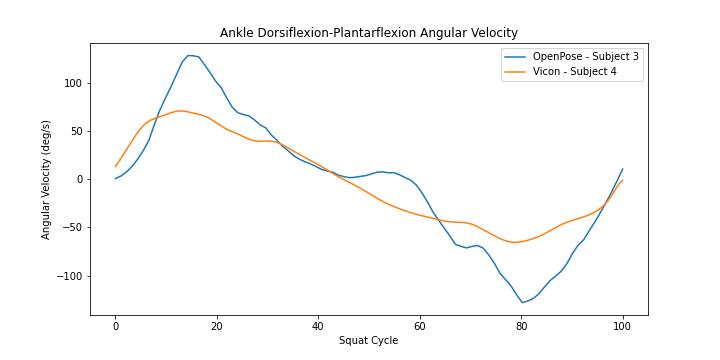 Ankle Dorsiflexion-Plantarflexion Angular Velocity
OpenPose - Subject 3
Vicon - Subject 4
Angular Velocity (deg/s)
100
50
0
−50
−100
0 20 40 60 80 100
Squat Cycle